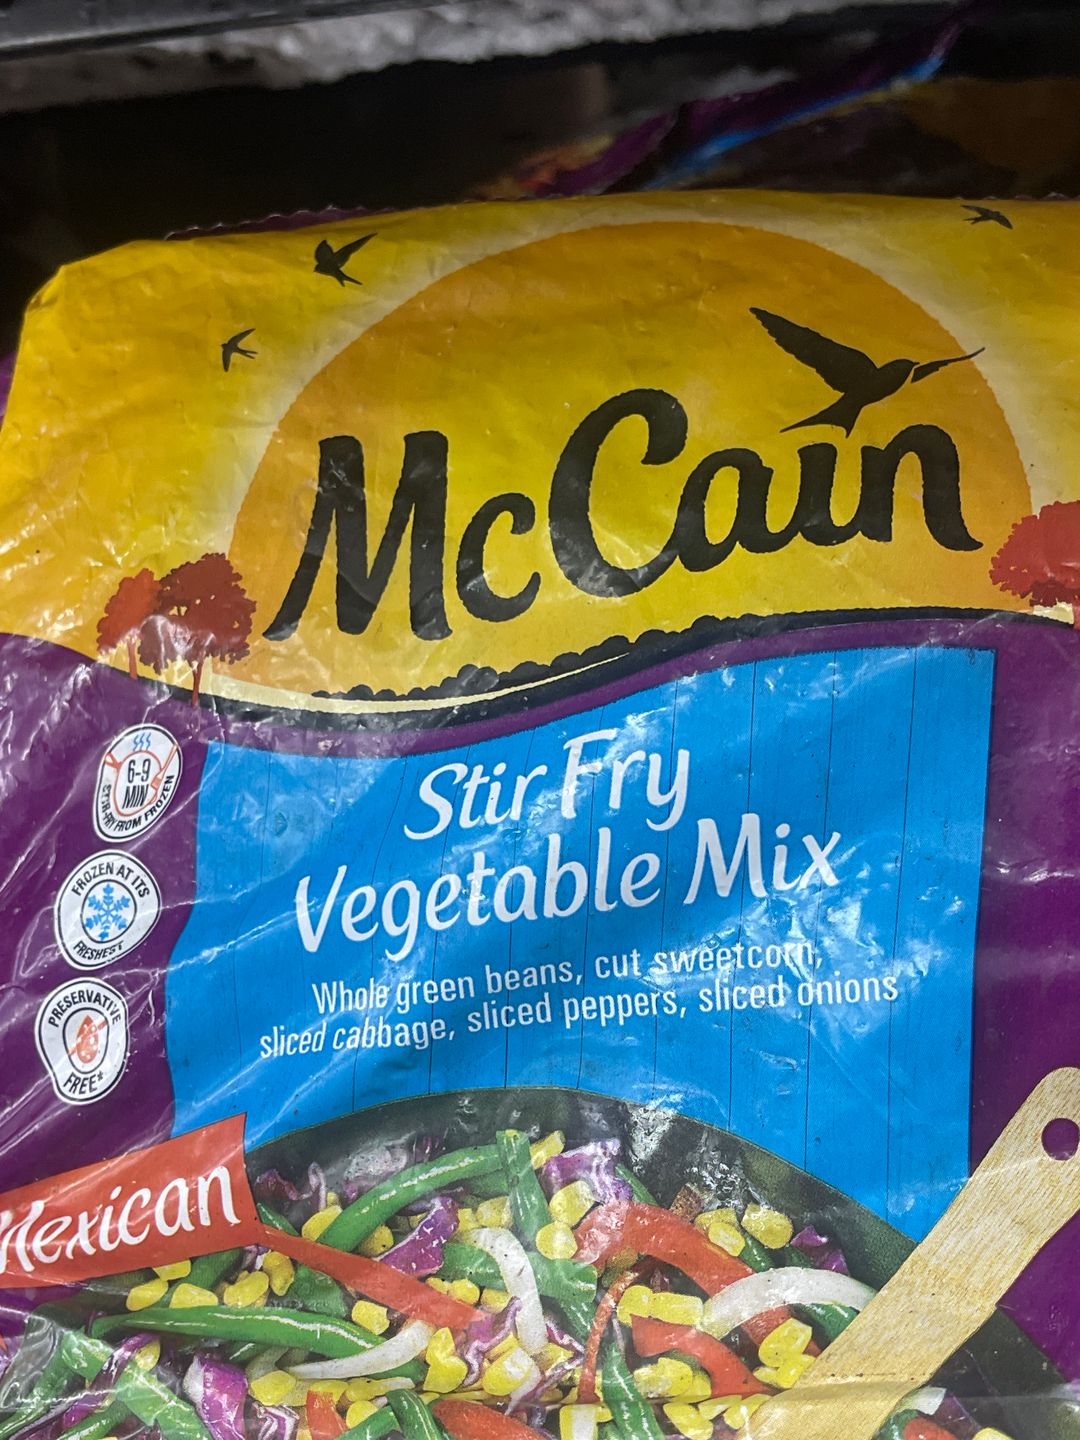 McCain
Stir Fry
Vegetable Mix
Whole green beans, cut sweetcorn,
sliced cabbage, sliced peppers, sliced onions
6-9
MIN
STIR-FRY FROM FROZEN
FROZEN AT ITS
FRESHEST
PRESERVATIVE
FREE*
Mexican